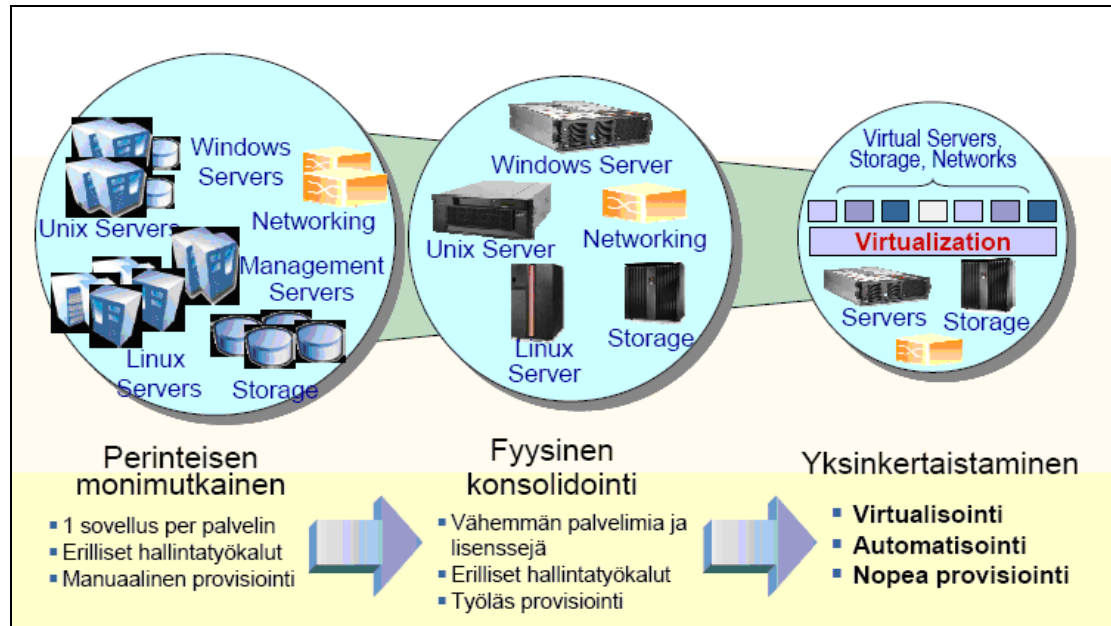 Windows
Servers
Networking
Unix Servers
Management
Servers
Linux
Servers
Storage
Windows Server
Unix Server
Networking
Linux
Server
Storage
Virtual Servers,
Storage, Networks
Virtualization
Servers
Storage
Perinteisen
monimutkainen
▪ 1 sovellus per palvelin
▪ Erilliset hallintatyökalut
▪ Manuaalinen provisiointi
Fyysinen
konsolidointi
▪ Vähemmän palvelimia ja
lisenssejä
▪ Erilliset hallintatyökalut
▪ Työläs provisiointi
Yksinkertaistaminen
▪ Virtualisointi
▪ Automatisointi
▪ Nopea provisiointi